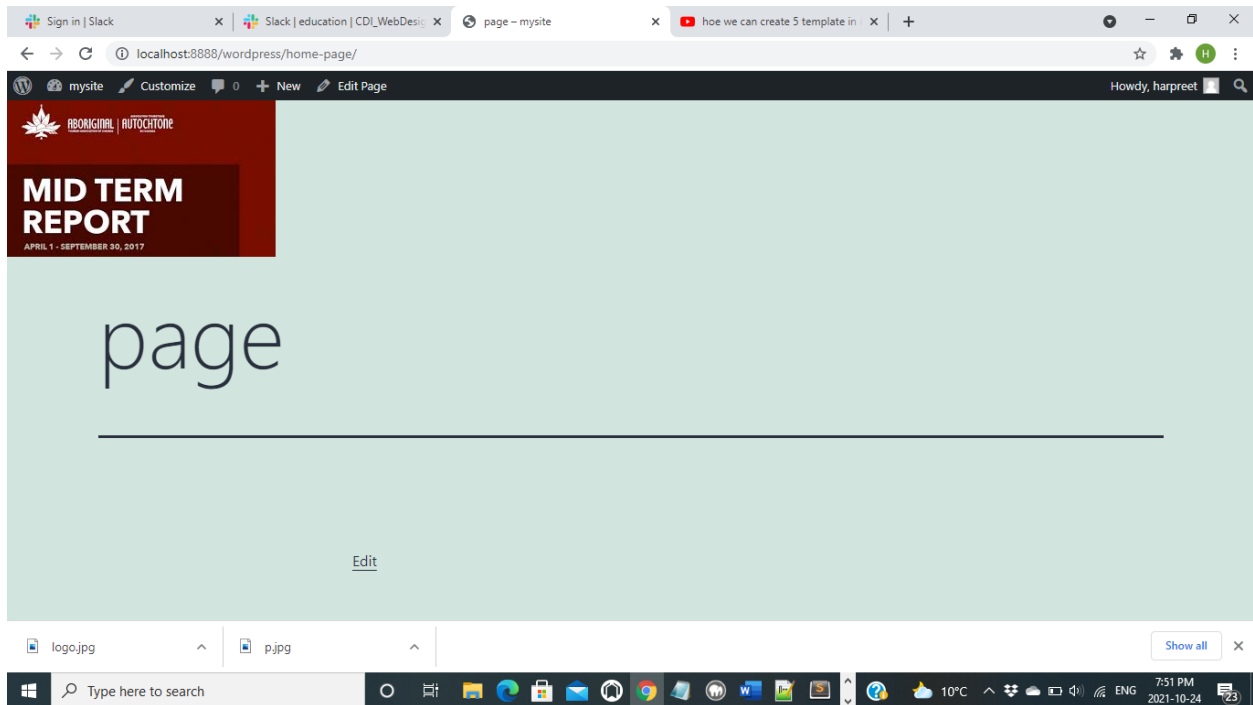 Sign in | Slack
Slack | education | CDI_WebDesig
page – mysite
hoe we can create 5 template in
localhost:8888/wordpress/home-page/
H
mysite
Customize
0
New
Edit Page
Howdy, harpreet
ABORIGINAL | AUTOCHTONE
MID TERM
REPORT
APRIL 1 - SEPTEMBER 30, 2017
page
Edit
logo.jpg
p.jpg
Show all
Type here to search
10°C
ENG
7:51 PM
2021-10-24
23